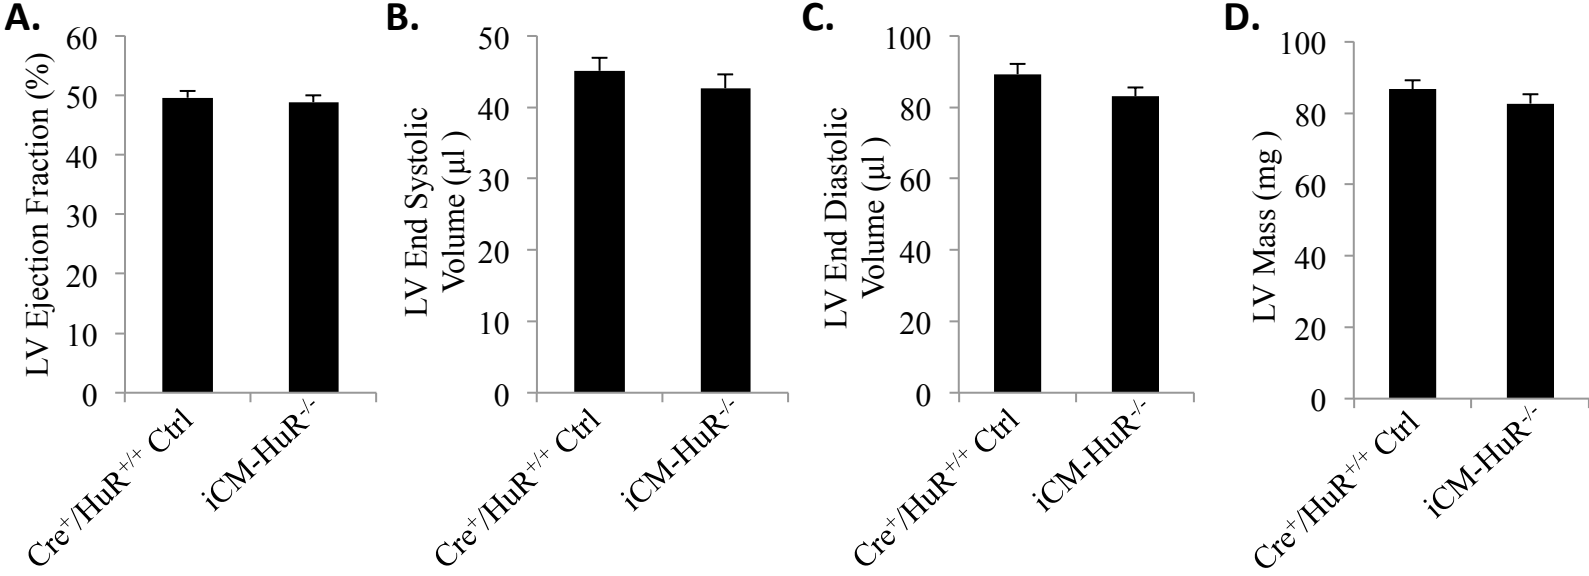 A.
LV Ejection Fraction (%)
60
50
40
30
20
10
0
Cre+/HuR+/+ Ctrl
iCM-HuR-/-
B.
LV End Systolic
Volume (µl )
50
40
30
20
10
0
Cre+/HuR+/+ Ctrl
iCM-HuR-/-
C.
LV End Diastolic
Volume (µl )
100
80
60
40
20
0
Cre+/HuR+/+ Ctrl
iCM-HuR-/-
D.
LV Mass (mg )
100
80
60
40
20
0
Cre+/HuR+/+ Ctrl
iCM-HuR-/-